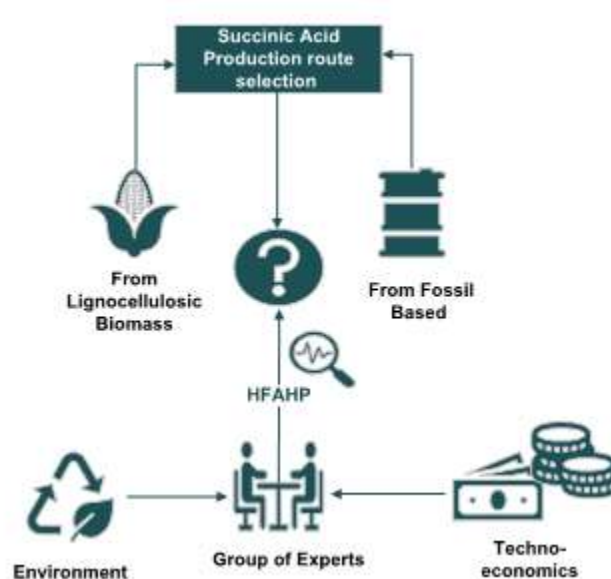 Succinic Acid
Production route
selection
From
Lignocellulosic
Biomass
From Fossil
Based
HFAHP
Environment
Group of Experts
Techno-
economics